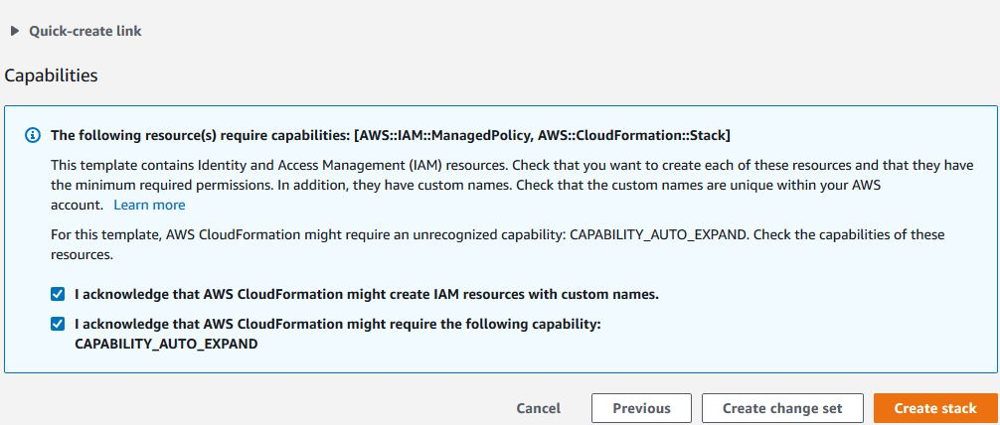 Quick-create link
Capabilities
The following resource(s) require capabilities: [AWS::IAM::ManagedPolicy, AWS::CloudFormation::Stack]
This template contains Identity and Access Management (IAM) resources. Check that you want to create each of these resources and that they have
the minimum required permissions. In addition, they have custom names. Check that the custom names are unique within your AWS
account. Learn more
For this template, AWS CloudFormation might require an unrecognized capability: CAPABILITY_AUTO_EXPAND. Check the capabilities of these
resources.
I acknowledge that AWS CloudFormation might create IAM resources with custom names.
I acknowledge that AWS CloudFormation might require the following capability:
CAPABILITY_AUTO_EXPAND
Cancel Previous Create change set Create stack